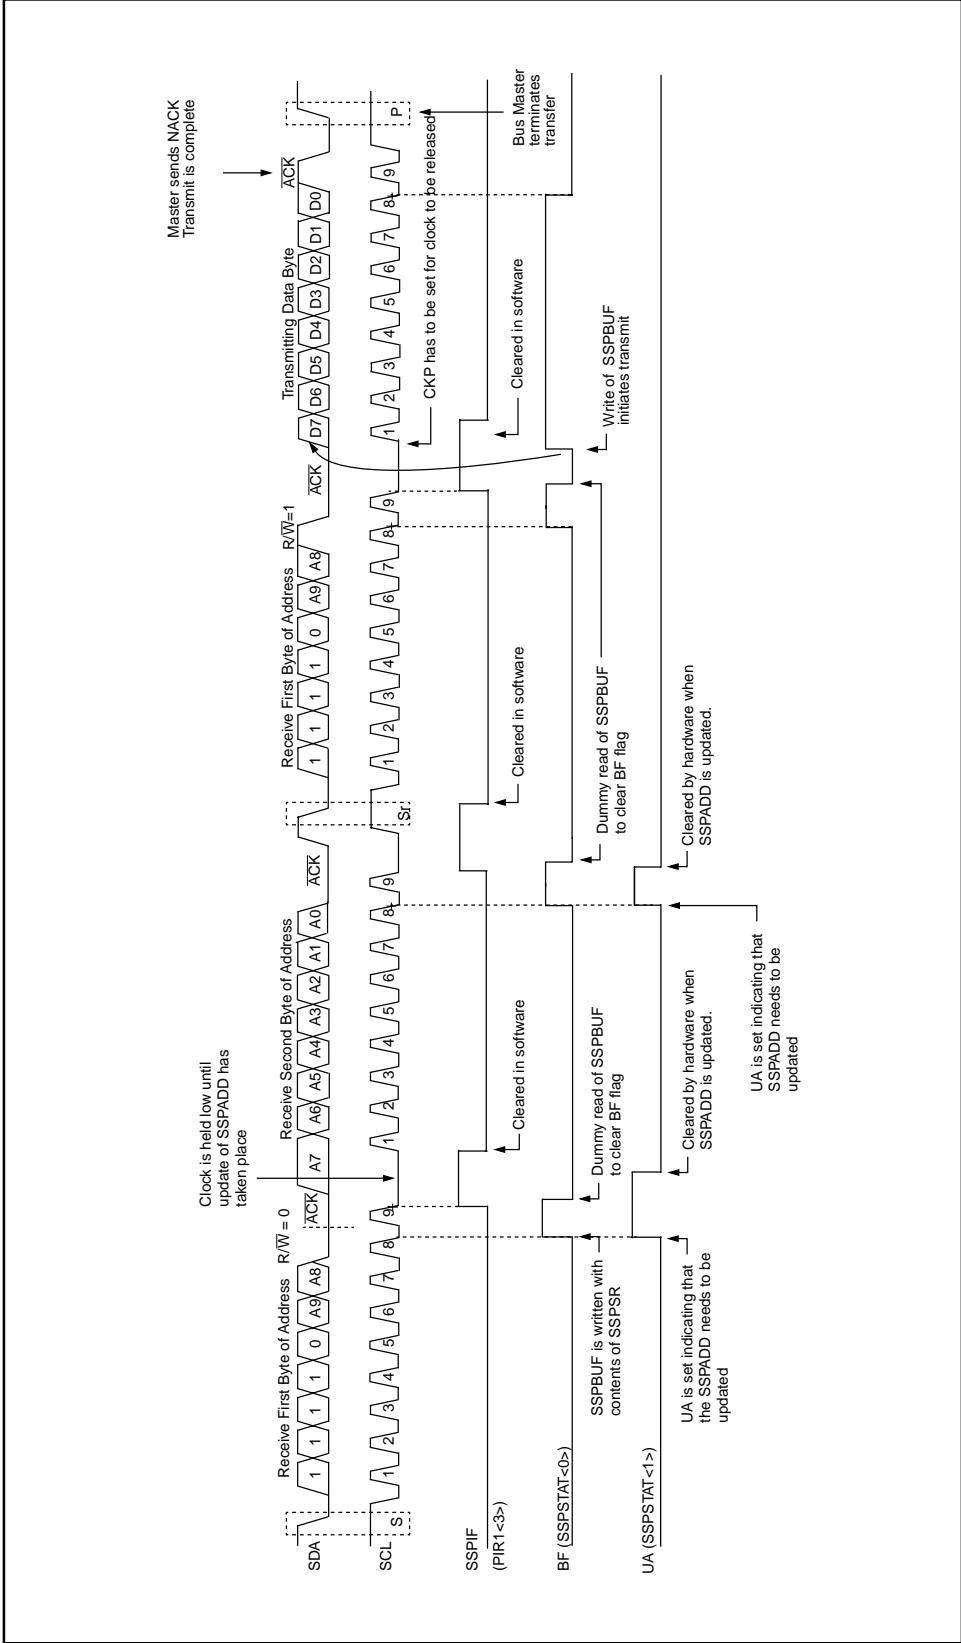 Master sends NACK
Transmit is complete
Clock is held low until
update of SSPADD has
taken place
Receive First Byte of Address R/W = 0
Receive Second Byte of Address
Receive First Byte of Address R/W=1
Transmitting Data Byte
SDA
1 1 1 1 0 A9 A8 ACK
A7 A6 A5 A4 A3 A2 A1 A0 ACK
1 1 1 1 0 A9 A8 ACK
D7 D6 D5 D4 D3 D2 D1 D0 ACK
SCL
S 1 2 3 4 5 6 7 8 9
1 2 3 4 5 6 7 8 9
Sr 1 2 3 4 5 6 7 8 9
1 2 3 4 5 6 7 8 9 P
CKP has to be set for clock to be released
SSPIF
(PIR1<3>)
Cleared in software
Cleared in software
Cleared in software
Bus Master
terminates
transfer
BF (SSPSTAT<0>)
SSPBUF is written with
contents of SSPSR
Dummy read of SSPBUF
to clear BF flag
Dummy read of SSPBUF
to clear BF flag
Write of SSPBUF
initiates transmit
UA (SSPSTAT<1>)
UA is set indicating that
the SSPADD needs to be
updated
Cleared by hardware when
SSPADD is updated.
UA is set indicating that
SSPADD needs to be
updated
Cleared by hardware when
SSPADD is updated.